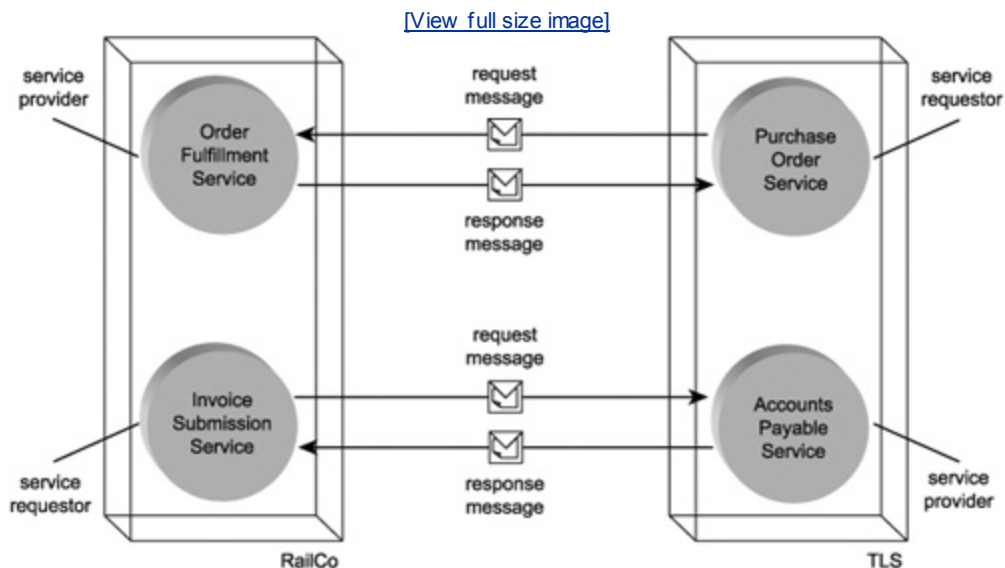 [View full size image]
service
provider
Order
Fulfillment
Service
request
message
response
message
Purchase
Order
Service
service
requestor
Invoice
Submission
Service
service
requestor
request
message
response
message
Accounts
Payable
Service
service
provider
RailCo
TLS